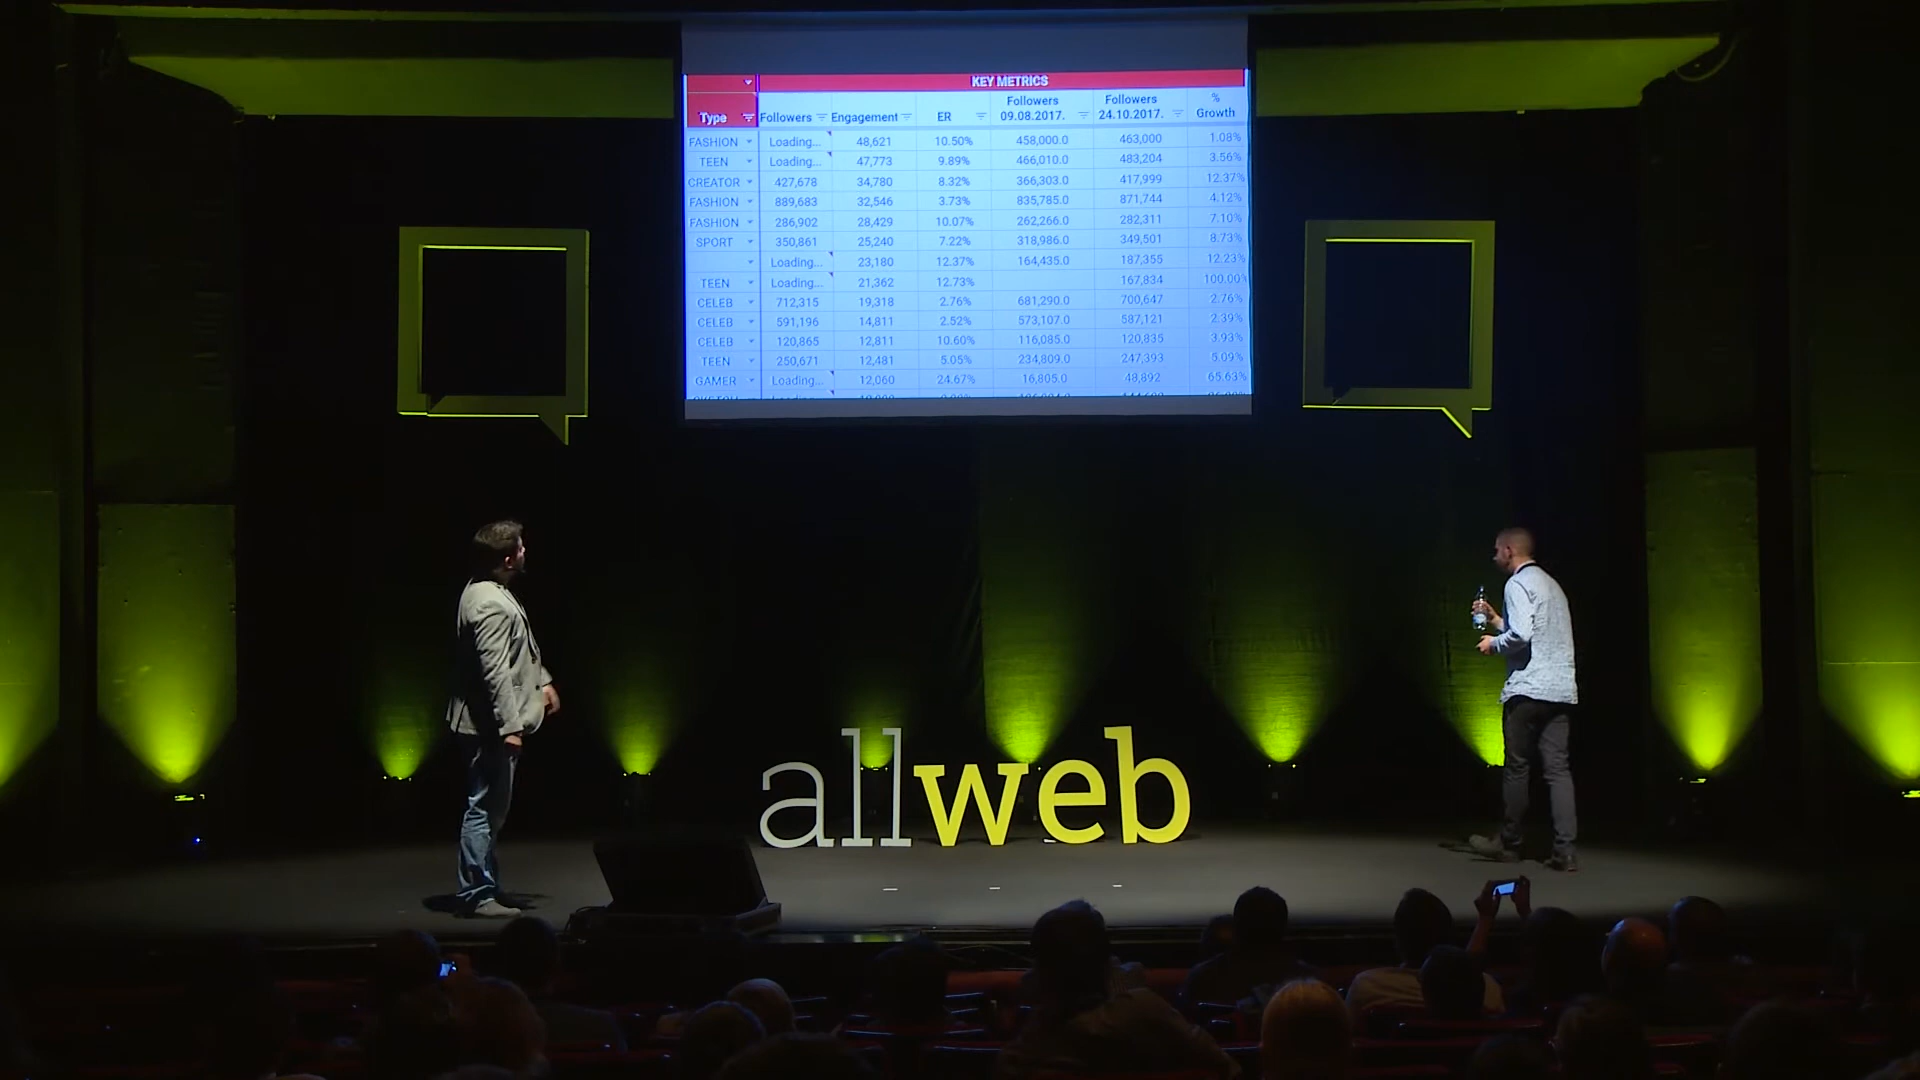 KEY METRICS
Type Followers Engagement ER Followers 09.08.2017. Followers 24.10.2017. % Growth
FASHION Loading... 48,621 10.50% 458,000.0 463,000 1.08%
TEEN Loading... 47,773 9.89% 466,010.0 483,204 3.56%
CREATOR 427,678 34,780 8.32% 366,303.0 417,999 12.37%
FASHION 889,683 32,546 3.73% 835,785.0 871,744 4.12%
FASHION 286,902 28,429 10.07% 262,266.0 282,311 7.10%
SPORT 350,861 25,240 7.22% 318,986.0 349,501 8.73%
Loading... 23,180 12.37% 164,435.0 187,355 12.23%
TEEN Loading... 21,362 12.73% 167,834 100.00%
CELEB 712,315 19,318 2.76% 681,290.0 700,647 2.76%
CELEB 591,196 14,811 2.52% 573,107.0 587,121 2.39%
CELEB 120,865 12,811 10.60% 116,085.0 120,835 3.93%
TEEN 250,671 12,481 5.05% 234,809.0 247,393 5.09%
GAMER Loading... 12,060 24.67% 16,805.0 48,892 65.63%
allweb